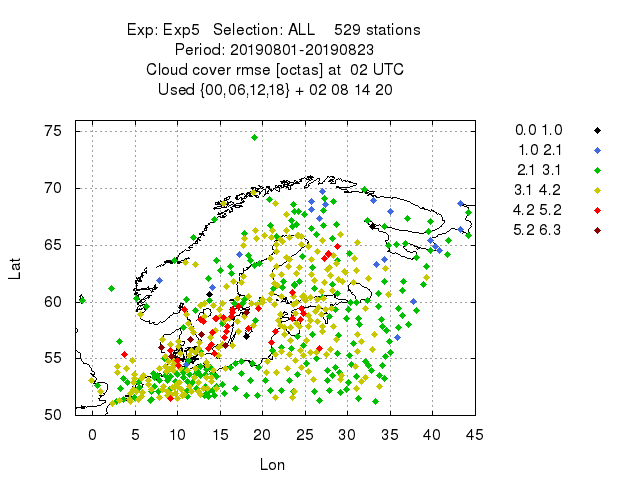 Exp: Exp5 Selection: ALL 529 stations
Period: 20190801-20190823
Cloud cover rmse [octas] at 02 UTC
Used {00,06,12,18} + 02 08 14 20
0.0 1.0
1.0 2.1
2.1 3.1
3.1 4.2
4.2 5.2
5.2 6.3
75
70
65
60
55
50
Lat
0 5 10 15 20 25 30 35 40 45
Lon